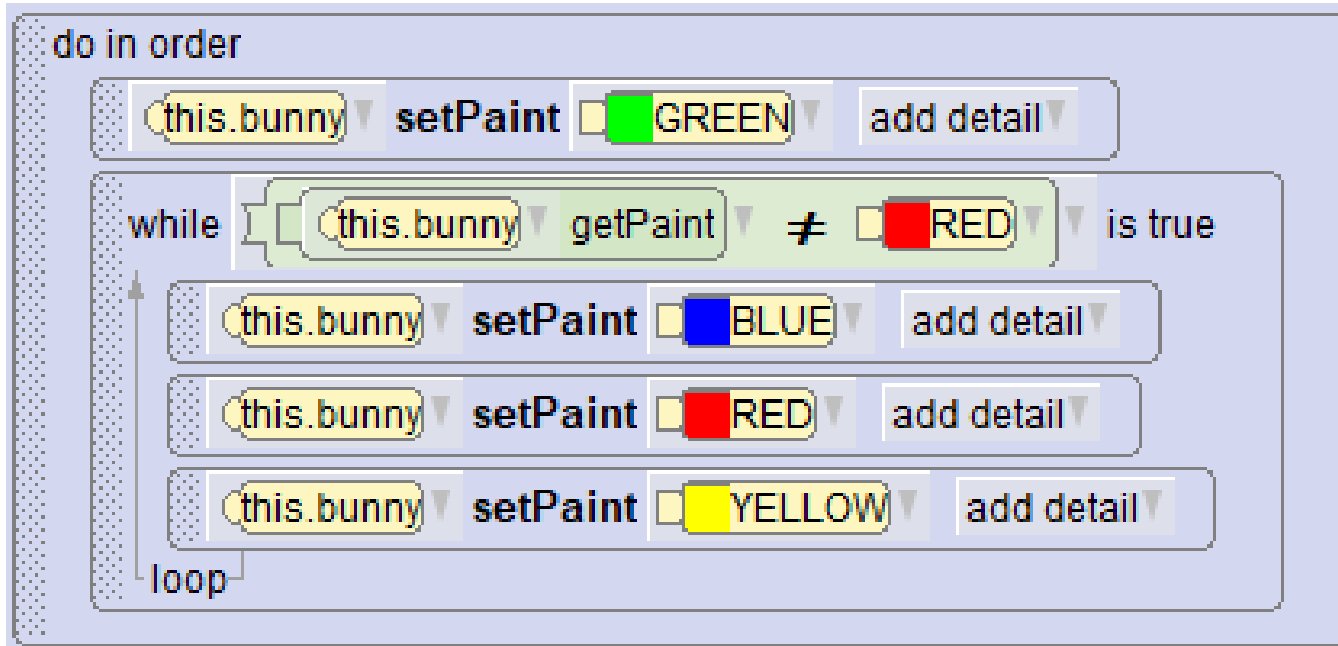 do in order
this.bunny setPaint GREEN add detail
while this.bunny getPaint ≠ RED is true
this.bunny setPaint BLUE add detail
this.bunny setPaint RED add detail
this.bunny setPaint YELLOW add detail
loop